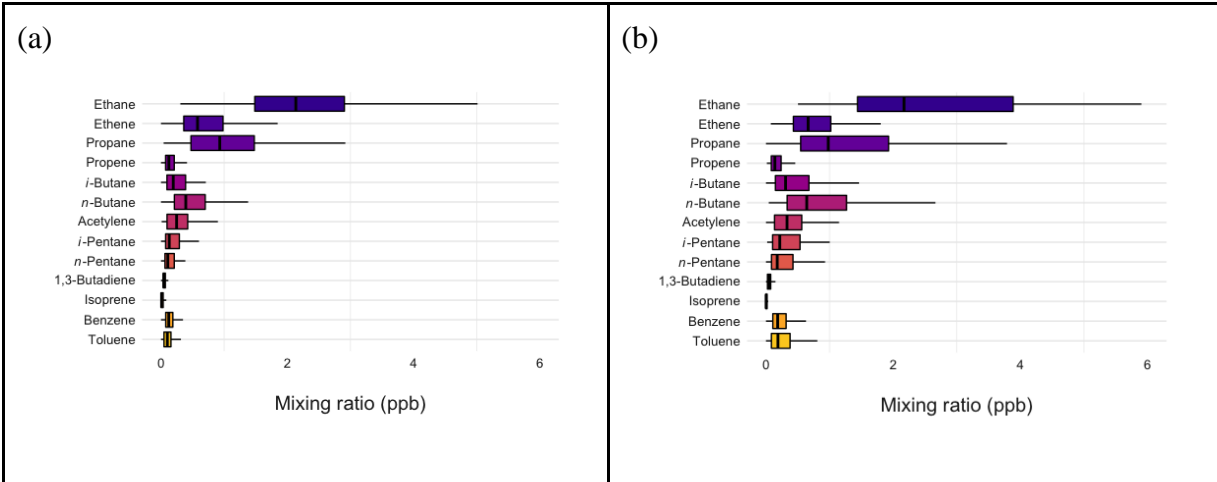 (a)
Ethane
Ethene
Propane
Propene
i-Butane
n-Butane
Acetylene
i-Pentane
n-Pentane
1,3-Butadiene
Isoprene
Benzene
Toluene
0 2 4 6
Mixing ratio (ppb)
(b)
Ethane
Ethene
Propane
Propene
i-Butane
n-Butane
Acetylene
i-Pentane
n-Pentane
1,3-Butadiene
Isoprene
Benzene
Toluene
0 2 4 6
Mixing ratio (ppb)